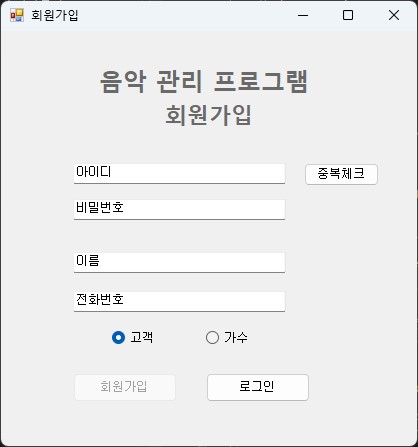 회원가입
음악 관리 프로그램
회원가입
아이디 중복체크
비밀번호
이름
전화번호
고객 가수
회원가입 로그인